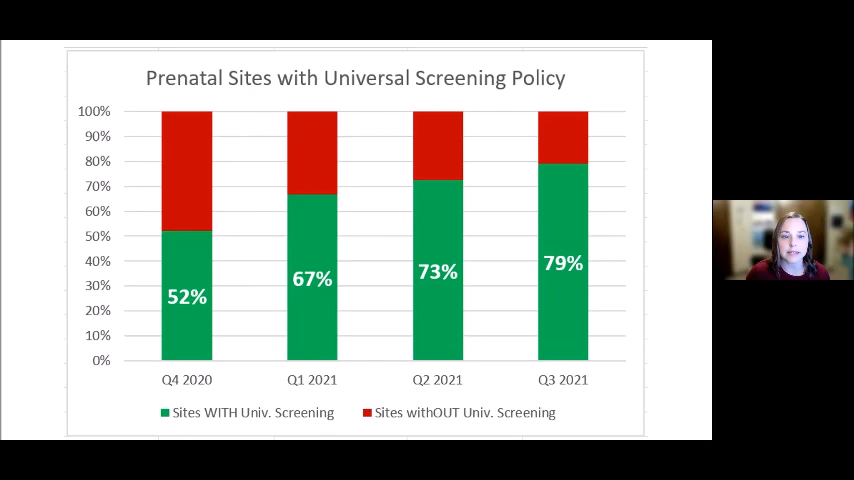 Prenatal Sites with Universal Screening Policy
100%
90%
80%
70%
60%
50%
40%
30%
20%
10%
0%
52%
67%
73%
79%
Q4 2020
Q1 2021
Q2 2021
Q3 2021
Sites WITH Univ. Screening
Sites withOUT Univ. Screening